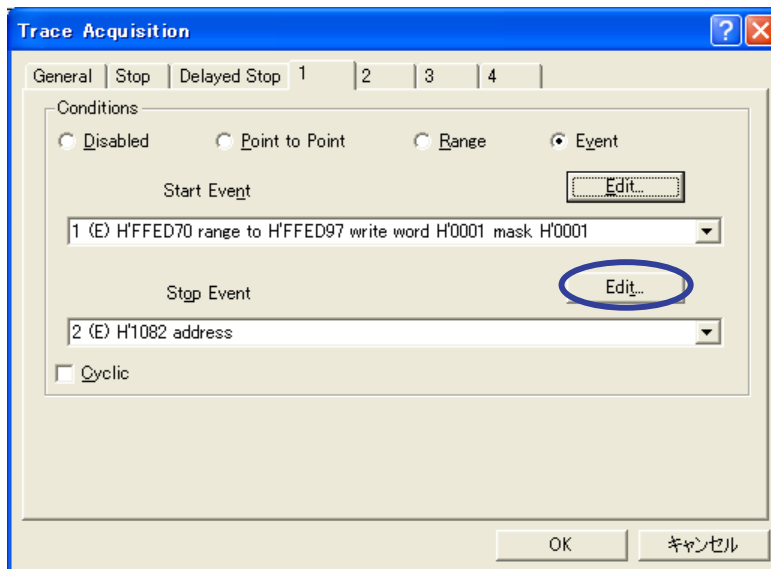 Trace Acquisition
General Stop Delayed Stop 1 2 3 4
Conditions
Disabled Point to Point Range Event
Start Event Edit...
1 (E) H'FFED70 range to H'FFED97 write word H'0001 mask H'0001
Stop Event Edit...
2 (E) H'1082 address
Cyclic
OK キャンセル